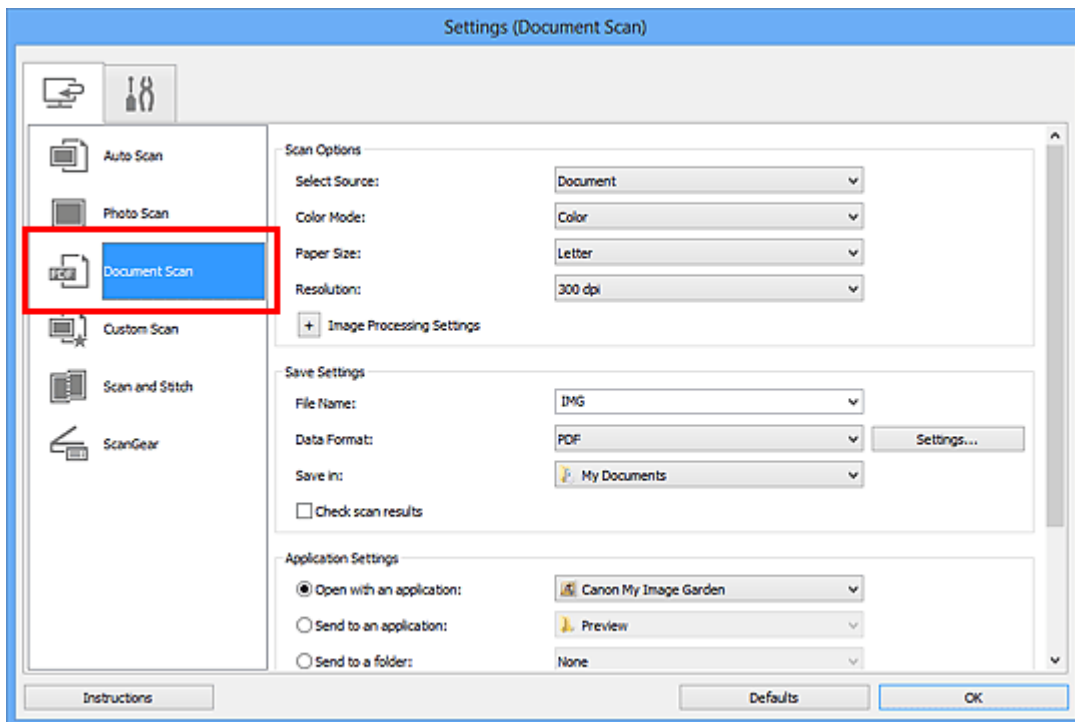 Settings (Document Scan)
Auto Scan
Photo Scan
PDF
Document Scan
Custom Scan
Scan and Stitch
ScanGear
Scan Options
Select Source: Document
Color Mode: Color
Paper Size: Letter
Resolution: 300 dpi
+ Image Processing Settings
Save Settings
File Name: IMG
Data Format: PDF Settings...
Save in: My Documents
Check scan results
Application Settings
Open with an application: Canon My Image Garden
Send to an application: Preview
Send to a folder: None
Instructions Defaults OK